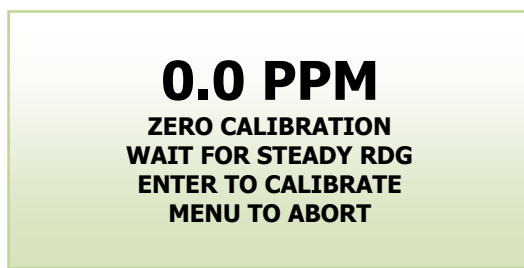 0.0 PPM
ZERO CALIBRATION
WAIT FOR STEADY RDG
ENTER TO CALIBRATE
MENU TO ABORT